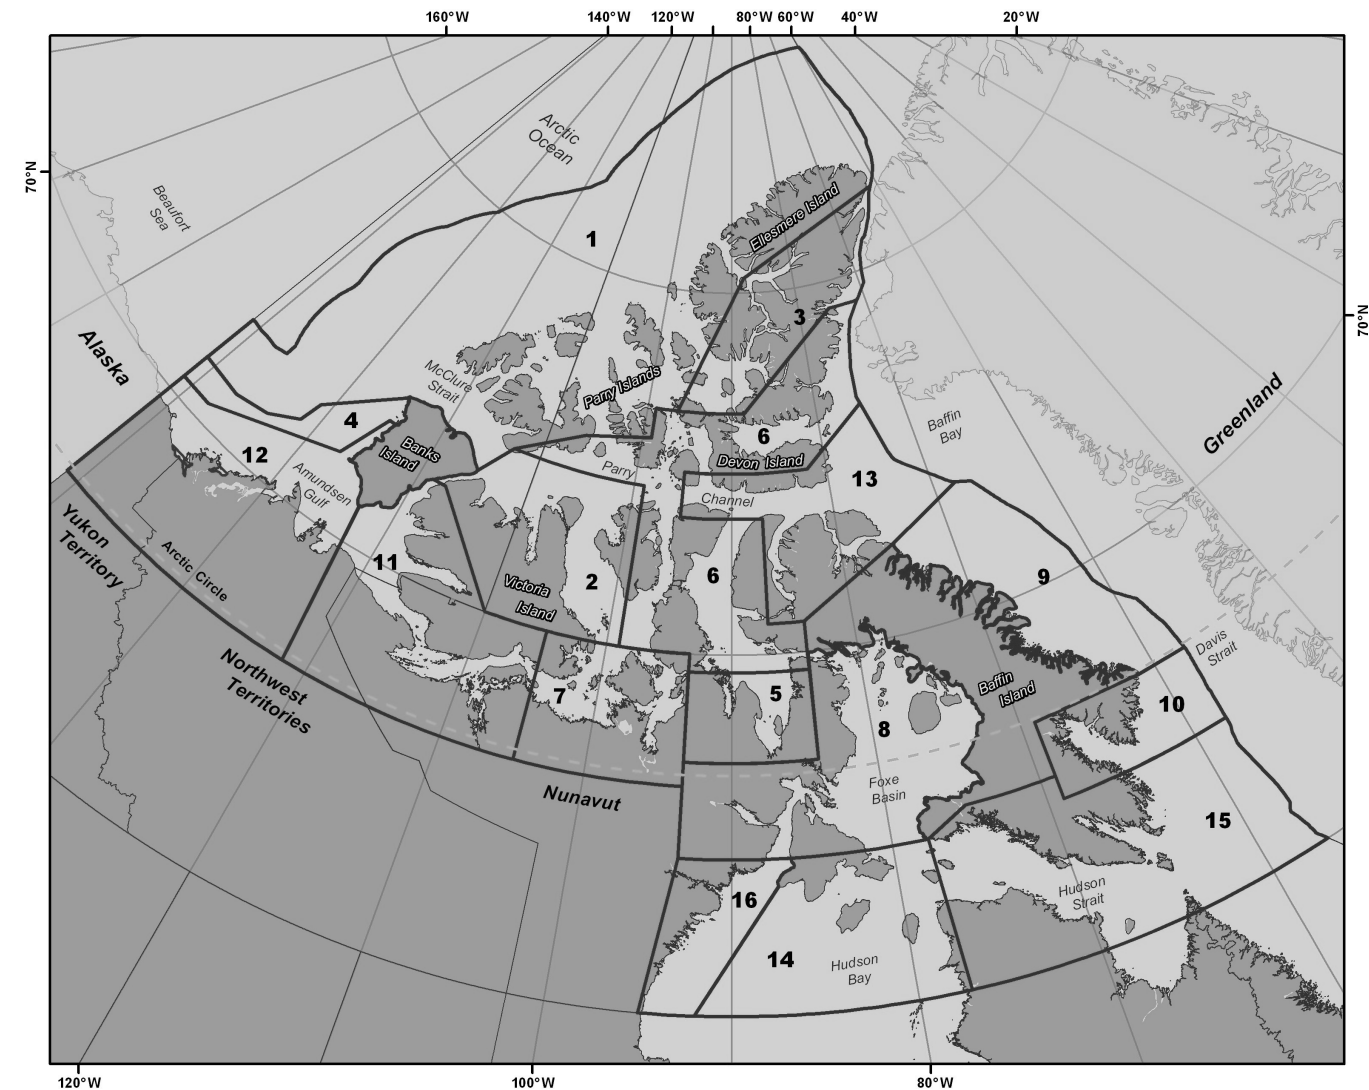 160°W 140°W 120°W 80°W 60°W 40°W 20°W
70°N
Arctic
Ocean
Beaufort
Sea
1
Ellesmere Island
3
70°N
Alaska
McClure
Strait
Parry Islands
Greenland
4
Baffin
Bay
12
Banks
Island
6
Devon Island
Parry
Channel
13
Amundsen
Gulf
Yukon
Territory
Arctic Circle
11
Victoria
Island
2
6
9
Davis
Strait
Northwest
Territories
7
5
Baffin
Island
10
8
Nunavut
Foxe
Basin
15
16
Hudson
Strait
14
Hudson
Bay
120°W 100°W 80°W